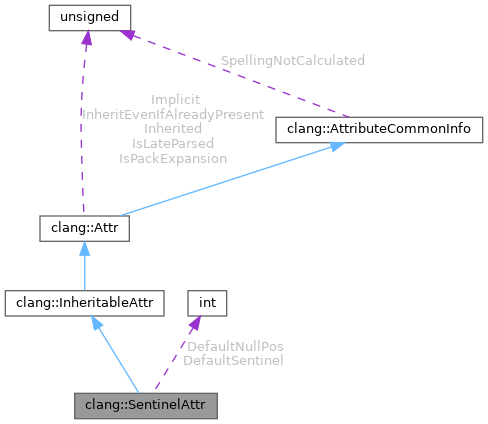 unsigned
SpellingNotCalculated
Implicit
InheritEvenIfAlreadyPresent
Inherited
IsLateParsed
IsPackExpansion
clang::AttributeCommonInfo
clang::Attr
clang::InheritableAttr
int
DefaultNullPos
DefaultSentinel
clang::SentinelAttr